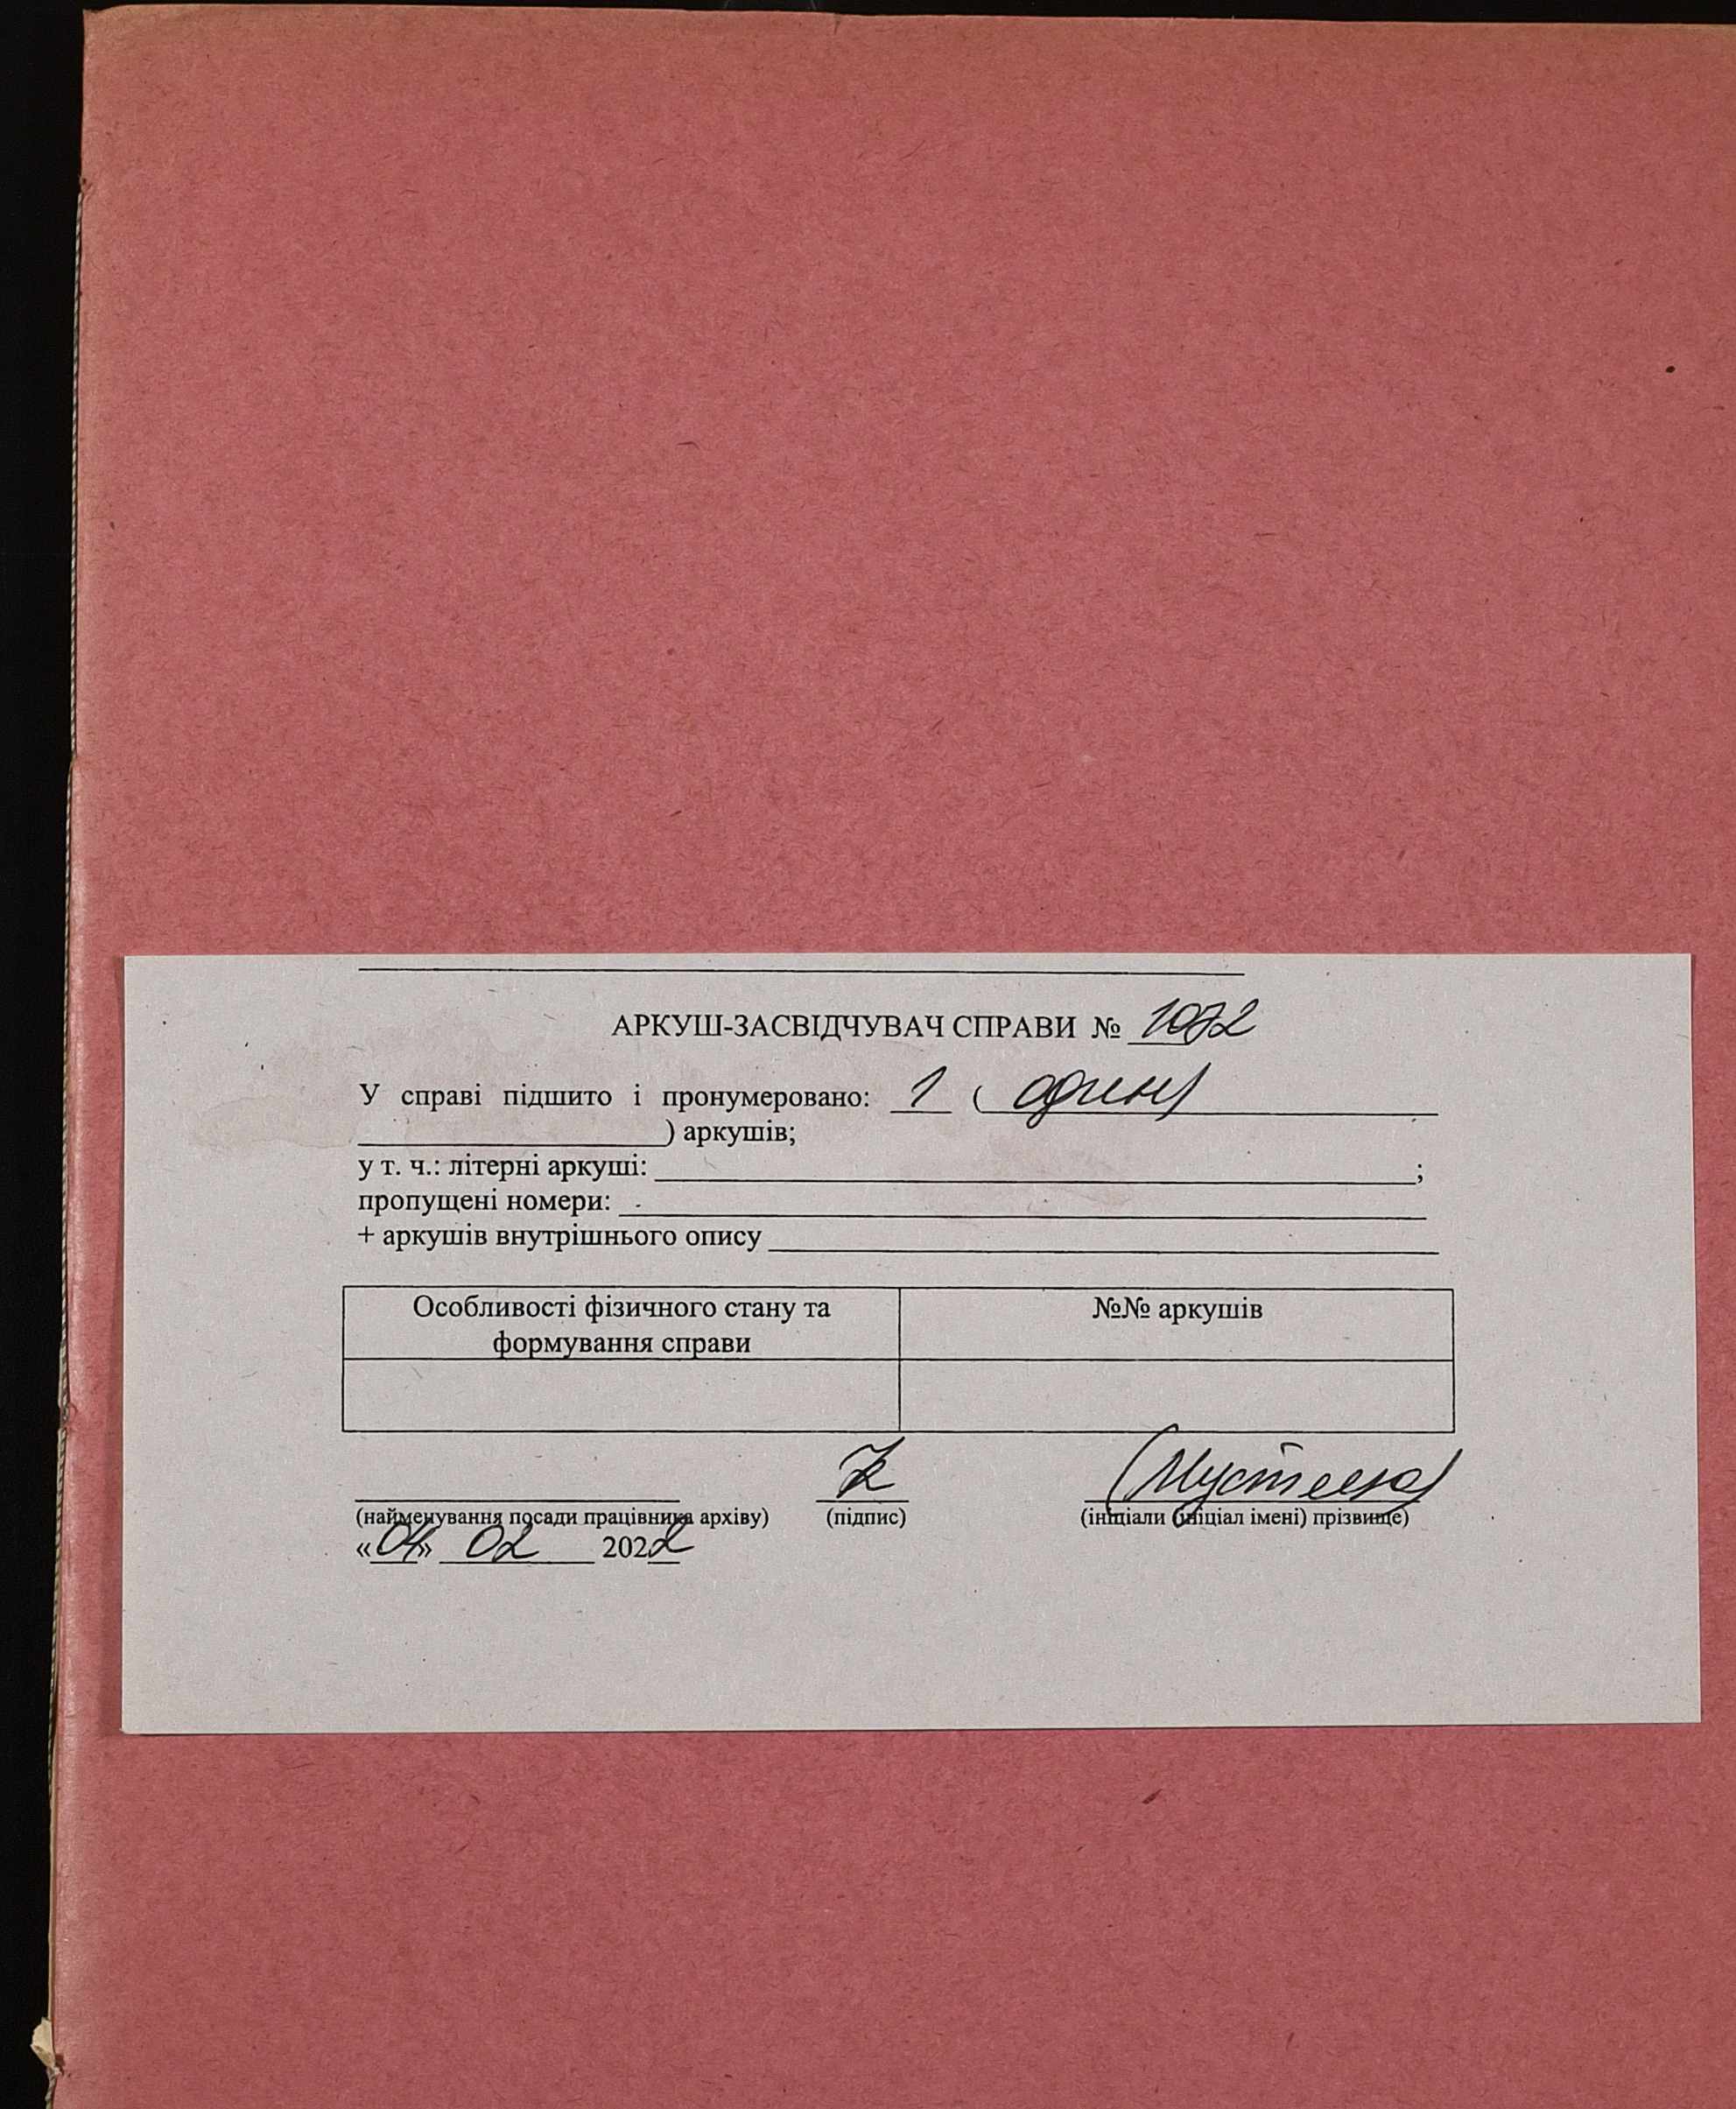 АРКУШ-ЗАСВІДЧУВАЧ СПРАВИ № 1072
У справі підшито і пронумеровано: 1 ( один)
) аркушів;
у т. ч.: літерні аркуші: ;
пропущені номери: -
+ аркушів внутрішнього опису
Особливості фізичного стану та
формування справи
№№ аркушів
(найменування посади працівника архіву) (підпис) (ініціали (ініціал імені) прізвище)
«04» 02 2022